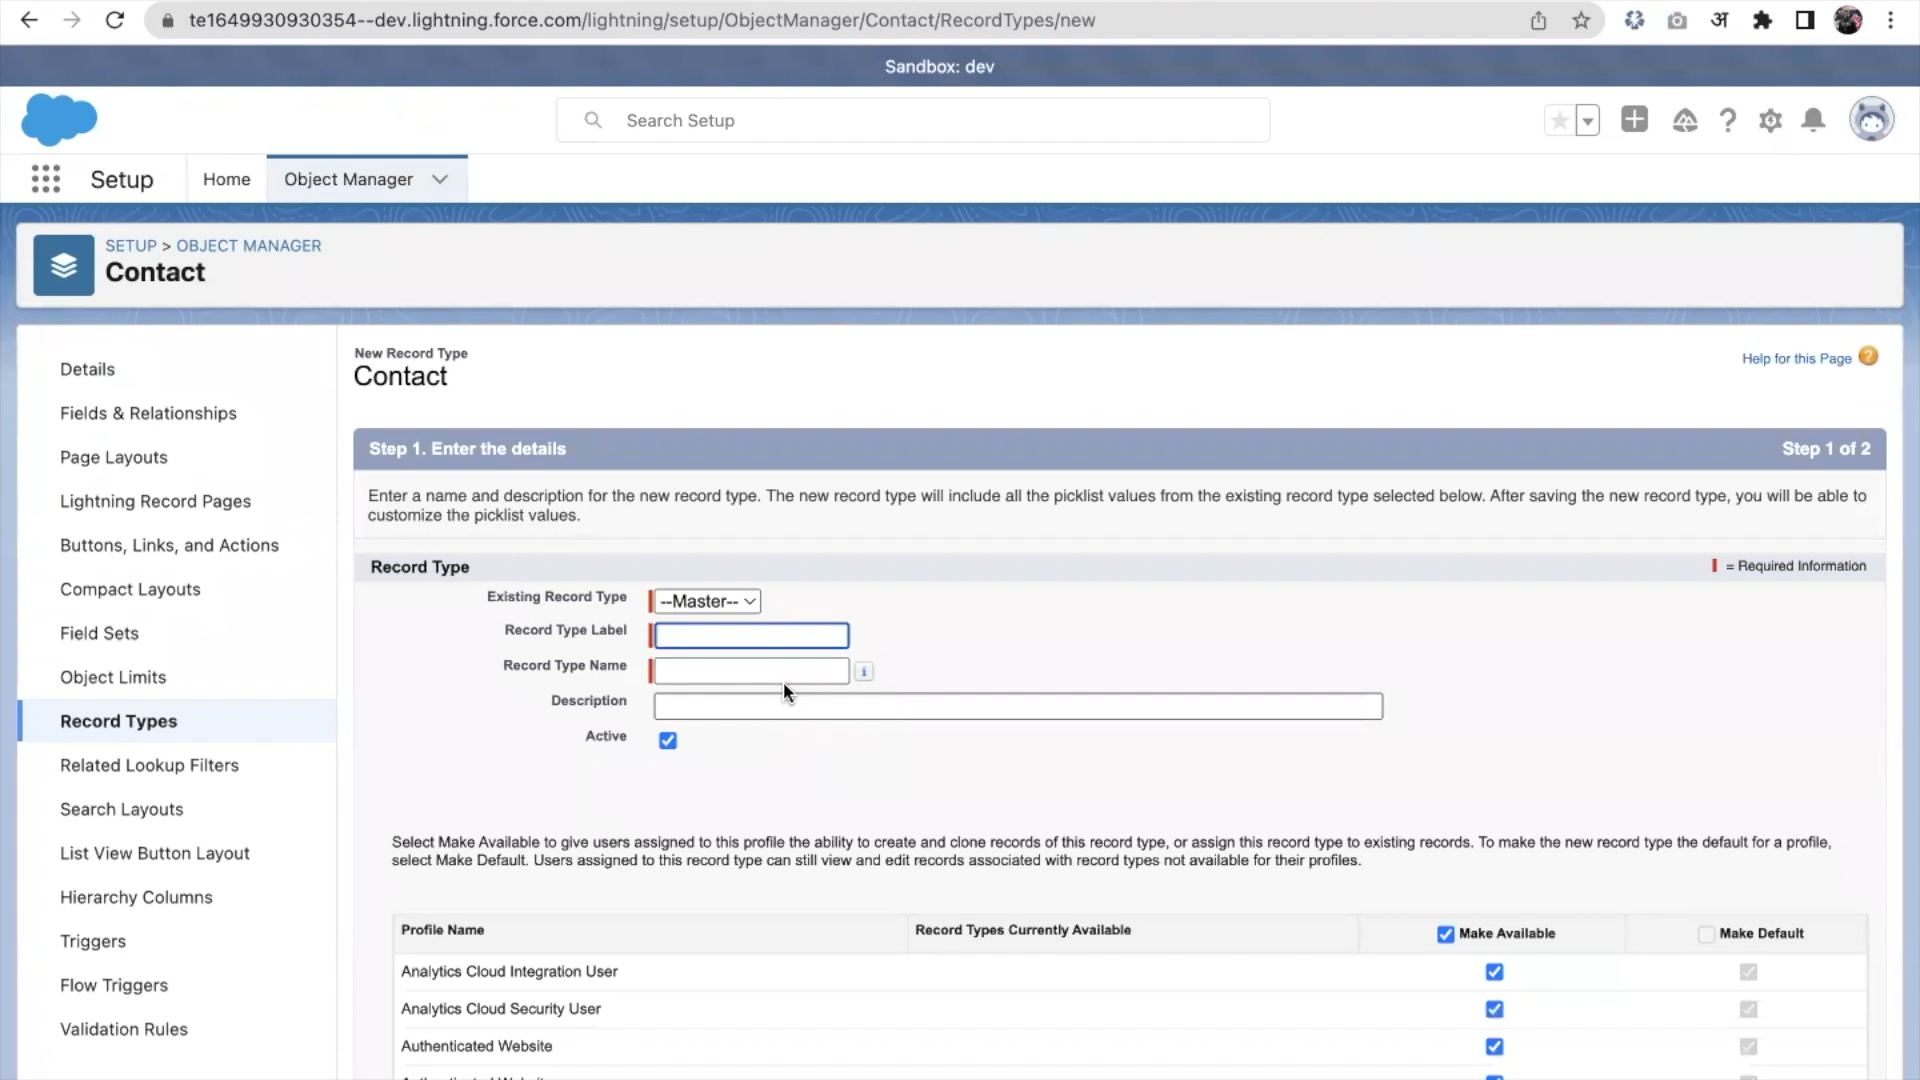 te1649930930354--dev.lightning.force.com/lightning/setup/ObjectManager/Contact/RecordTypes/new
अ
Sandbox: dev
Search Setup
Setup
Home
Object Manager
SETUP > OBJECT MANAGER
Contact
Details
Fields & Relationships
Page Layouts
Lightning Record Pages
Buttons, Links, and Actions
Compact Layouts
Field Sets
Object Limits
Record Types
Related Lookup Filters
Search Layouts
List View Button Layout
Hierarchy Columns
Triggers
Flow Triggers
Validation Rules
New Record Type
Contact
Help for this Page
Step 1. Enter the details
Step 1 of 2
Enter a name and description for the new record type. The new record type will include all the picklist values from the existing record type selected below. After saving the new record type, you will be able to
customize the picklist values.
Record Type
= Required Information
Existing Record Type
--Master--
Record Type Label
Record Type Name
Description
Active
Select Make Available to give users assigned to this profile the ability to create and clone records of this record type, or assign this record type to existing records. To make the new record type the default for a profile,
select Make Default. Users assigned to this record type can still view and edit records associated with record types not available for their profiles.
Profile Name
Record Types Currently Available
Make Available
Make Default
Analytics Cloud Integration User
Analytics Cloud Security User
Authenticated Website